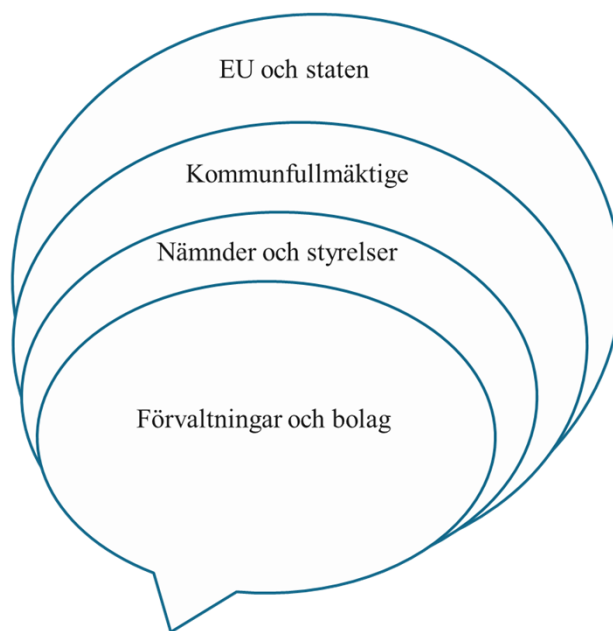 EU och staten
Kommunfullmäktige
Nämnder och styrelser
Förvaltningar och bolag